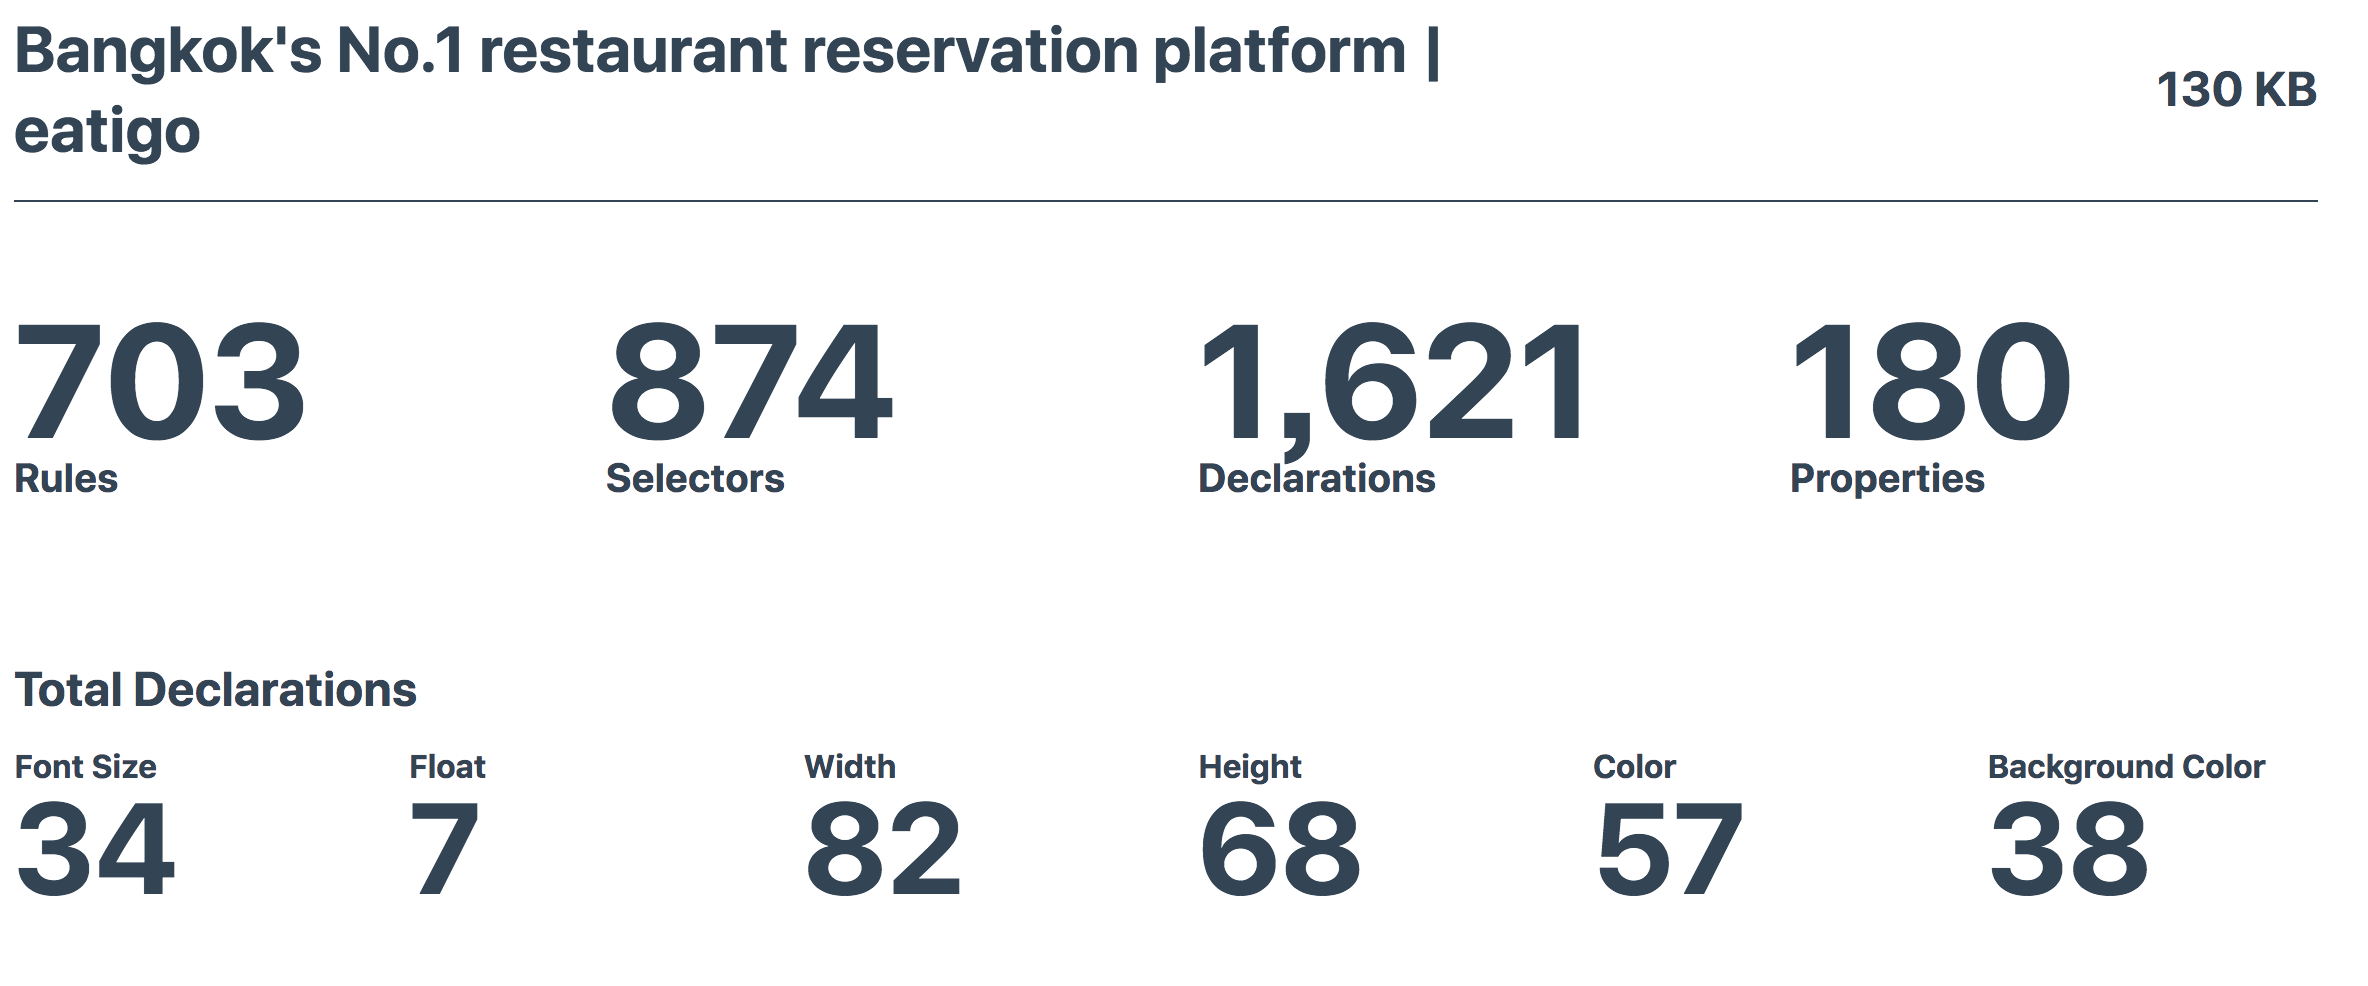 Bangkok's No.1 restaurant reservation platform |
eatigo
130 KB
703
Rules
874
Selectors
1,621
Declarations
180
Properties
Total Declarations
Font Size
34
Float
7
Width
82
Height
68
Color
57
Background Color
38